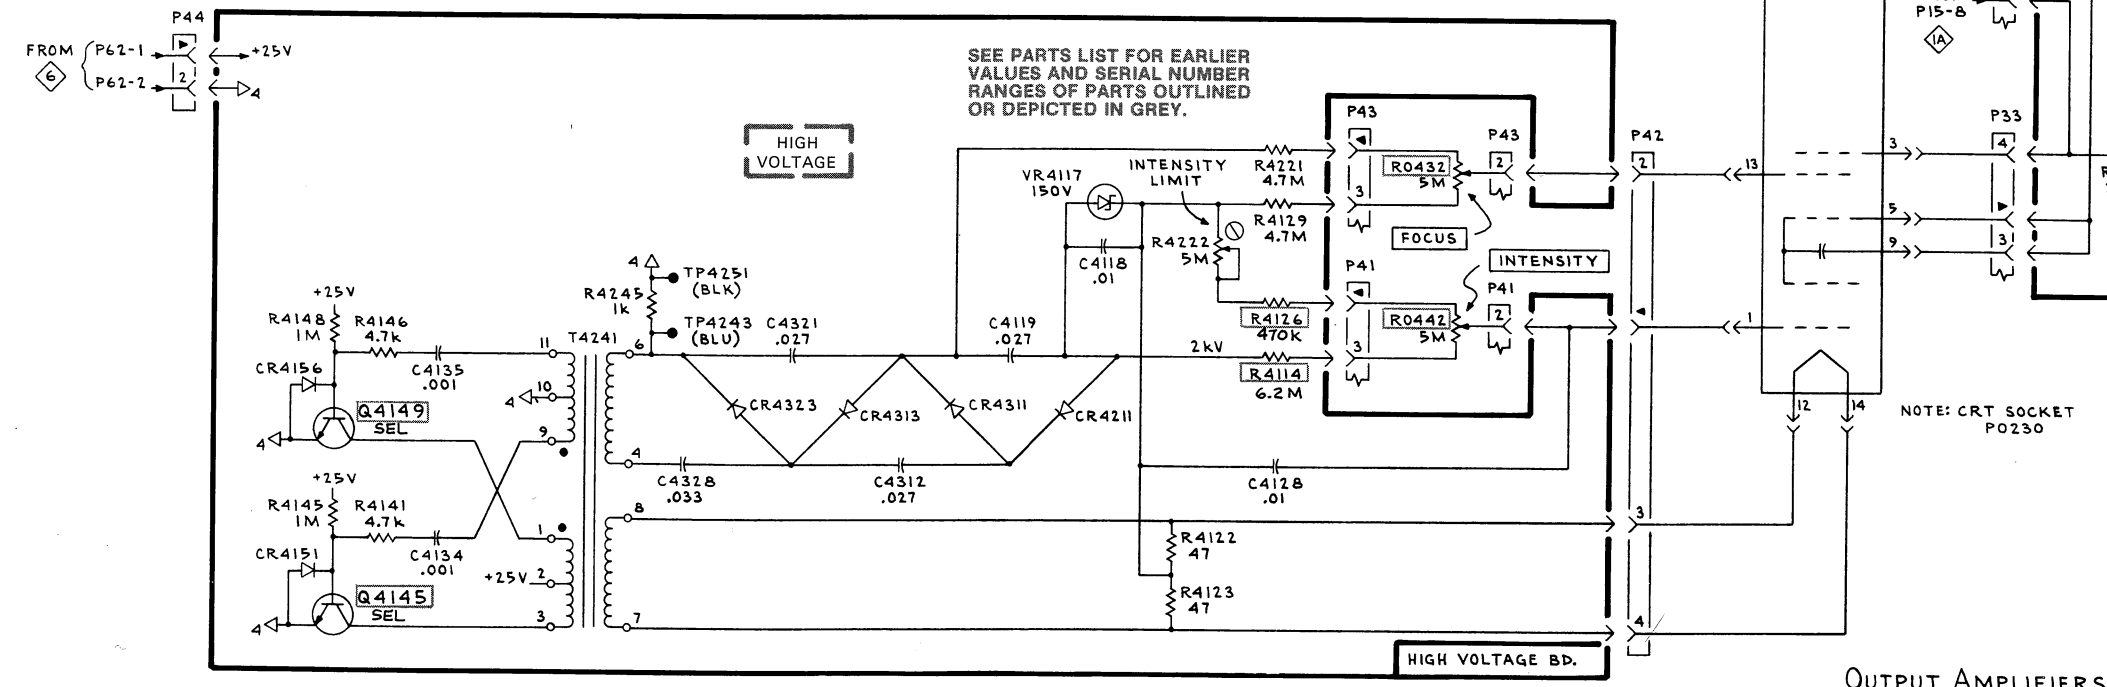 P44
FROM
6
P62-1
P62-2
2
+25V
4
SEE PARTS LIST FOR EARLIER
VALUES AND SERIAL NUMBER
RANGES OF PARTS OUTLINED
OR DEPICTED IN GREY.
HIGH
VOLTAGE
P15-8
1A
P43
P43
P42
P33
VR4117
150V
INTENSITY
LIMIT
R4221
4.7M
R0432
5M
2
2
13
3
4
3
R4129
4.7M
FOCUS
5
R4222
5M
C4118
.01
9
3
4
TP4251
(BLK)
R4245
1k
TP4243
(BLU)
C4321
.027
C4119
.027
P41
INTENSITY
P41
R4126
470K
R0442
5M
2
1
2kV
3
R4114
6.2M
+25V
R4148
1M
R4146
4.7k
C4135
.001
CR4156
Q4149
SEL
4
T4241
11
10
4
9
6
4
CR4323
CR4313
CR4311
CR4211
C4328
.033
C4312
.027
C4128
.01
12
14
NOTE: CRT SOCKET
P0230
+25V
R4145
1M
R4141
4.7k
C4134
.001
CR4151
Q4145
SEL
4
1
+25V 2
3
8
7
R4122
47
R4123
47
3
4
HIGH VOLTAGE BD.
OUTPUT AMPLIFIERS